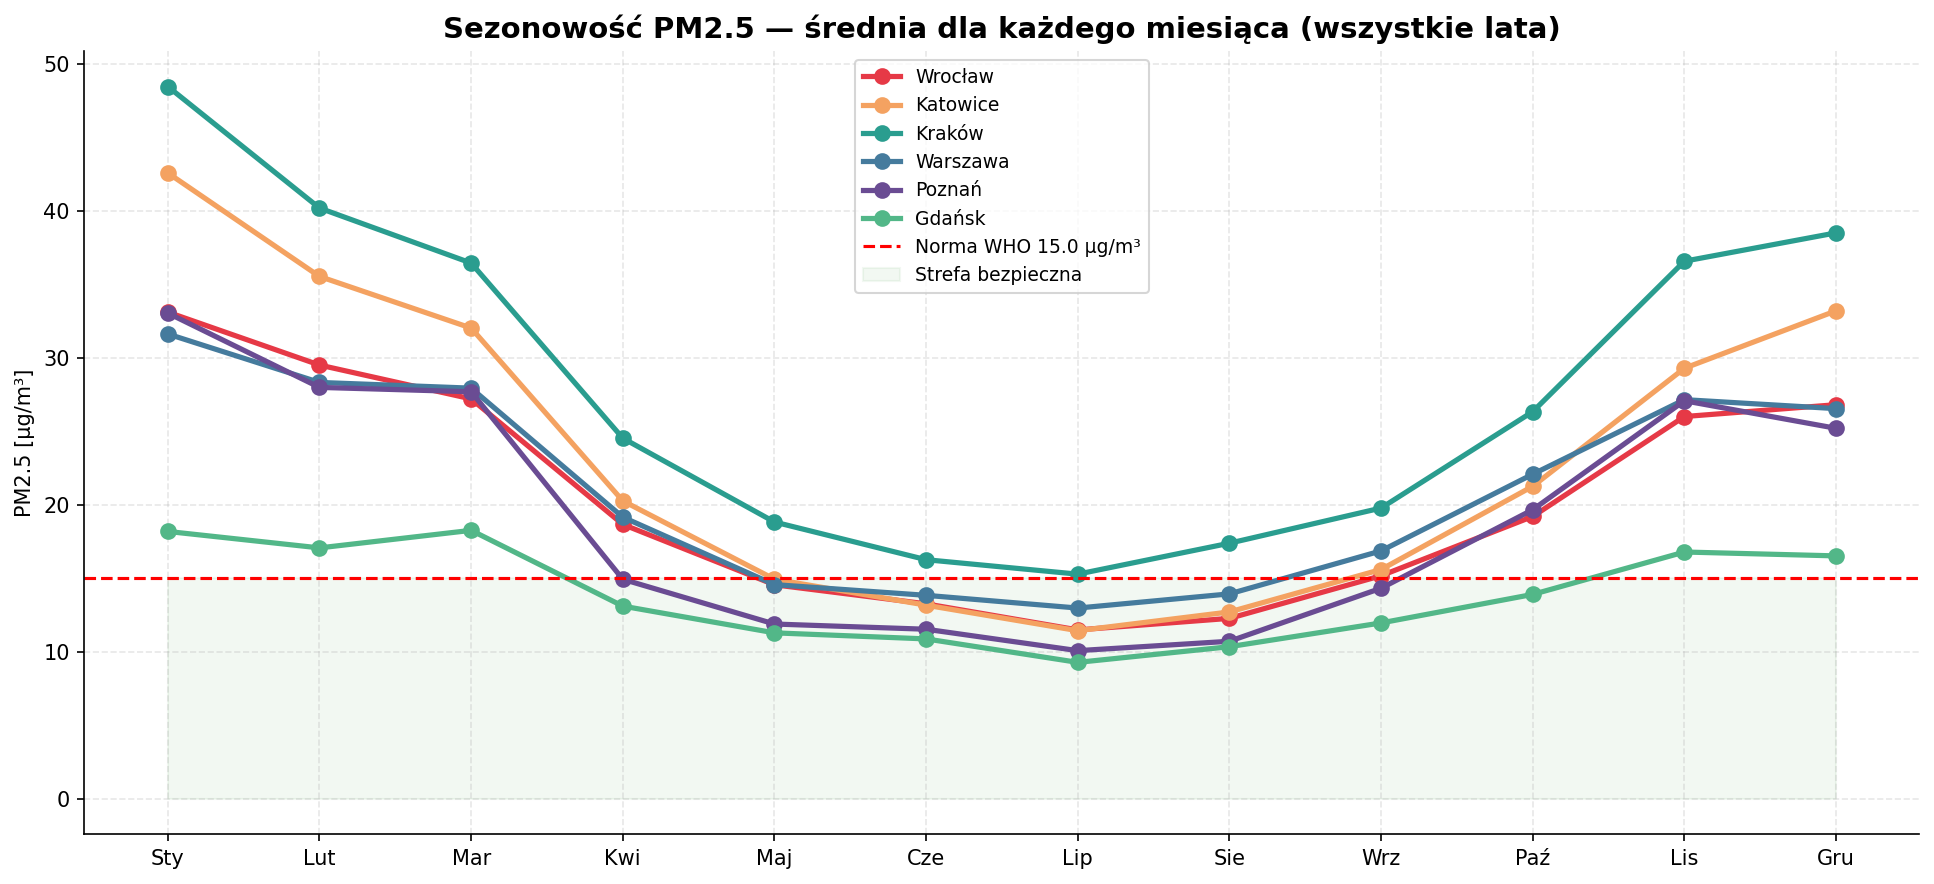 Sezonowość PM2.5 — średnia dla każdego miesiąca (wszystkie lata)
PM2.5 [µg/m³]
50
40
30
20
10
0
Wrocław
Katowice
Kraków
Warszawa
Poznań
Gdańsk
Norma WHO 15.0 µg/m³
Strefa bezpieczna
Sty Lut Mar Kwi Maj Cze Lip Sie Wrz Paź Lis Gru